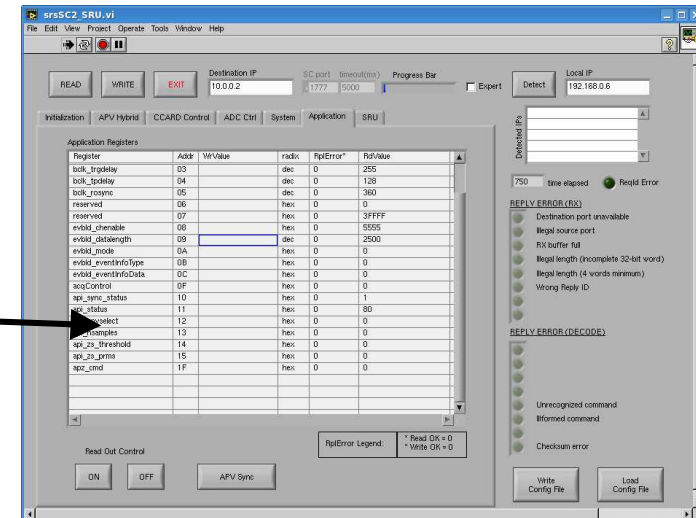 srsSC2_SRU.vi
File Edit View Project Operate Tools Window Help
READ WRITE EXIT Destination IP 10.0.0.2 SC port 1777 timeout(ms) 5000 Progress Bar Expert Detect Local IP 192.168.0.6
Initialization APV Hybrid CCARD Control ADC Ctrl System Application SRU
Detected IPs
Application Registers
Register Addr WrValue radix RplError* RdValue
bclk_trgdelay 03 dec 0 255
bclk_tpdelay 04 dec 0 128
bclk_rosync 05 dec 0 360
reserved 06 hex 0 0
reserved 07 hex 0 3FFFF
evbld_chenable 08 hex 0 5555
evbld_datalength 09 dec 0 2500
evbld_mode 0A hex 0 0
evbld_eventInfoType 0B hex 0 0
evbld_eventInfoData 0C hex 0 0
acqControl 0F hex 0 0
api_sync_status 10 hex 0 1
api_status 11 hex 0 80
12 hex 0 0
13 hex 0 0
api_zs_threshold 14 hex 0 0
api_zs_prms 15 hex 0 0
apz_cmd 1F hex 0 0
750 time elapsed ReqId Error
REPLY ERROR (RX)
Destination port unavailable
Illegal source port
RX buffer full
Illegal length (incomplete 32-bit word)
Illegal length (4 words minimum)
Wrong Reply ID
REPLY ERROR (DECODE)
Unrecognized command
Illformed command
Checksum error
RplError Legend: * Read OK = 0
* Write OK = 0
Read Out Control
ON OFF APV Sync
Write Config File
Load Config File